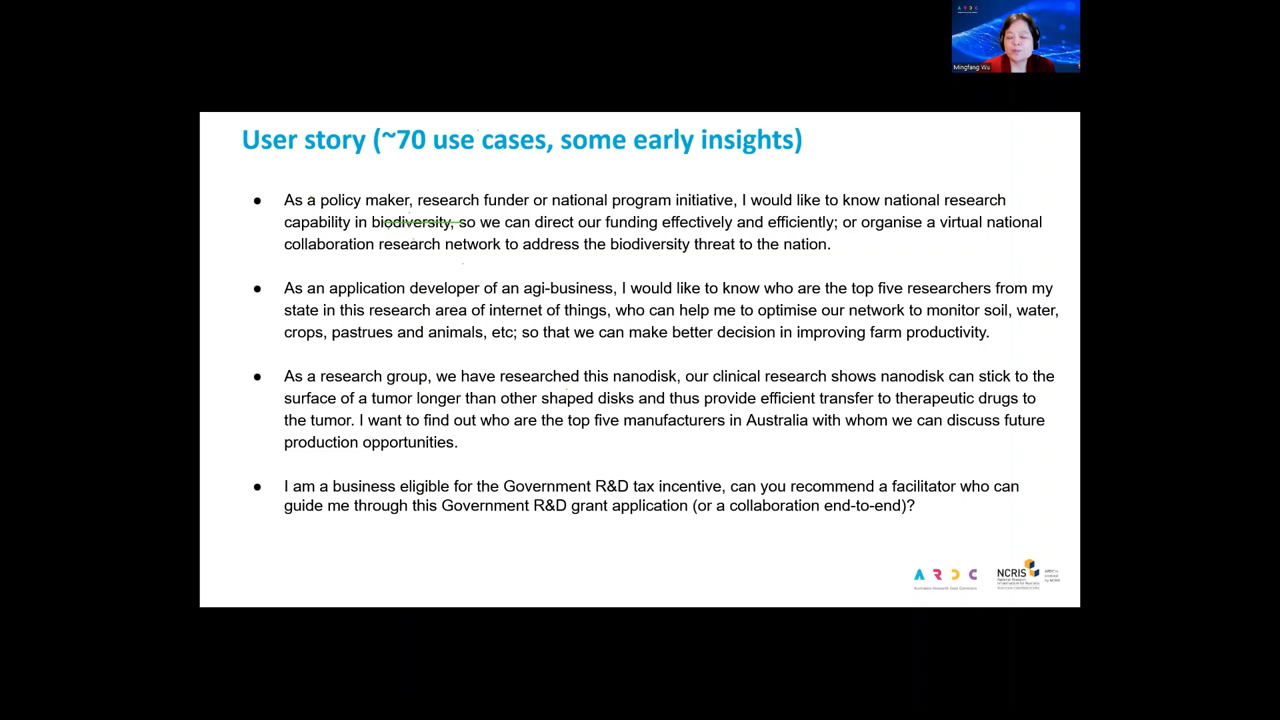 A R D C
Mingfang Wu
User story (~70 use cases, some early insights)
As a policy maker, research funder or national program initiative, I would like to know national research
capability in biodiversity, so we can direct our funding effectively and efficiently; or organise a virtual national
collaboration research network to address the biodiversity threat to the nation.
As an application developer of an agi-business, I would like to know who are the top five researchers from my
state in this research area of internet of things, who can help me to optimise our network to monitor soil, water,
crops, pastrues and animals, etc; so that we can make better decision in improving farm productivity.
As a research group, we have researched this nanodisk, our clinical research shows nanodisk can stick to the
surface of a tumor longer than other shaped disks and thus provide efficient transfer to therapeutic drugs to
the tumor. I want to find out who are the top five manufacturers in Australia with whom we can discuss future
production opportunities.
I am a business eligible for the Government R&D tax incentive, can you recommend a facilitator who can
guide me through this Government R&D grant application (or a collaboration end-to-end)?
A R D C
Australian Research Data Commons
NCRIS
National Research
Infrastructure for Australia